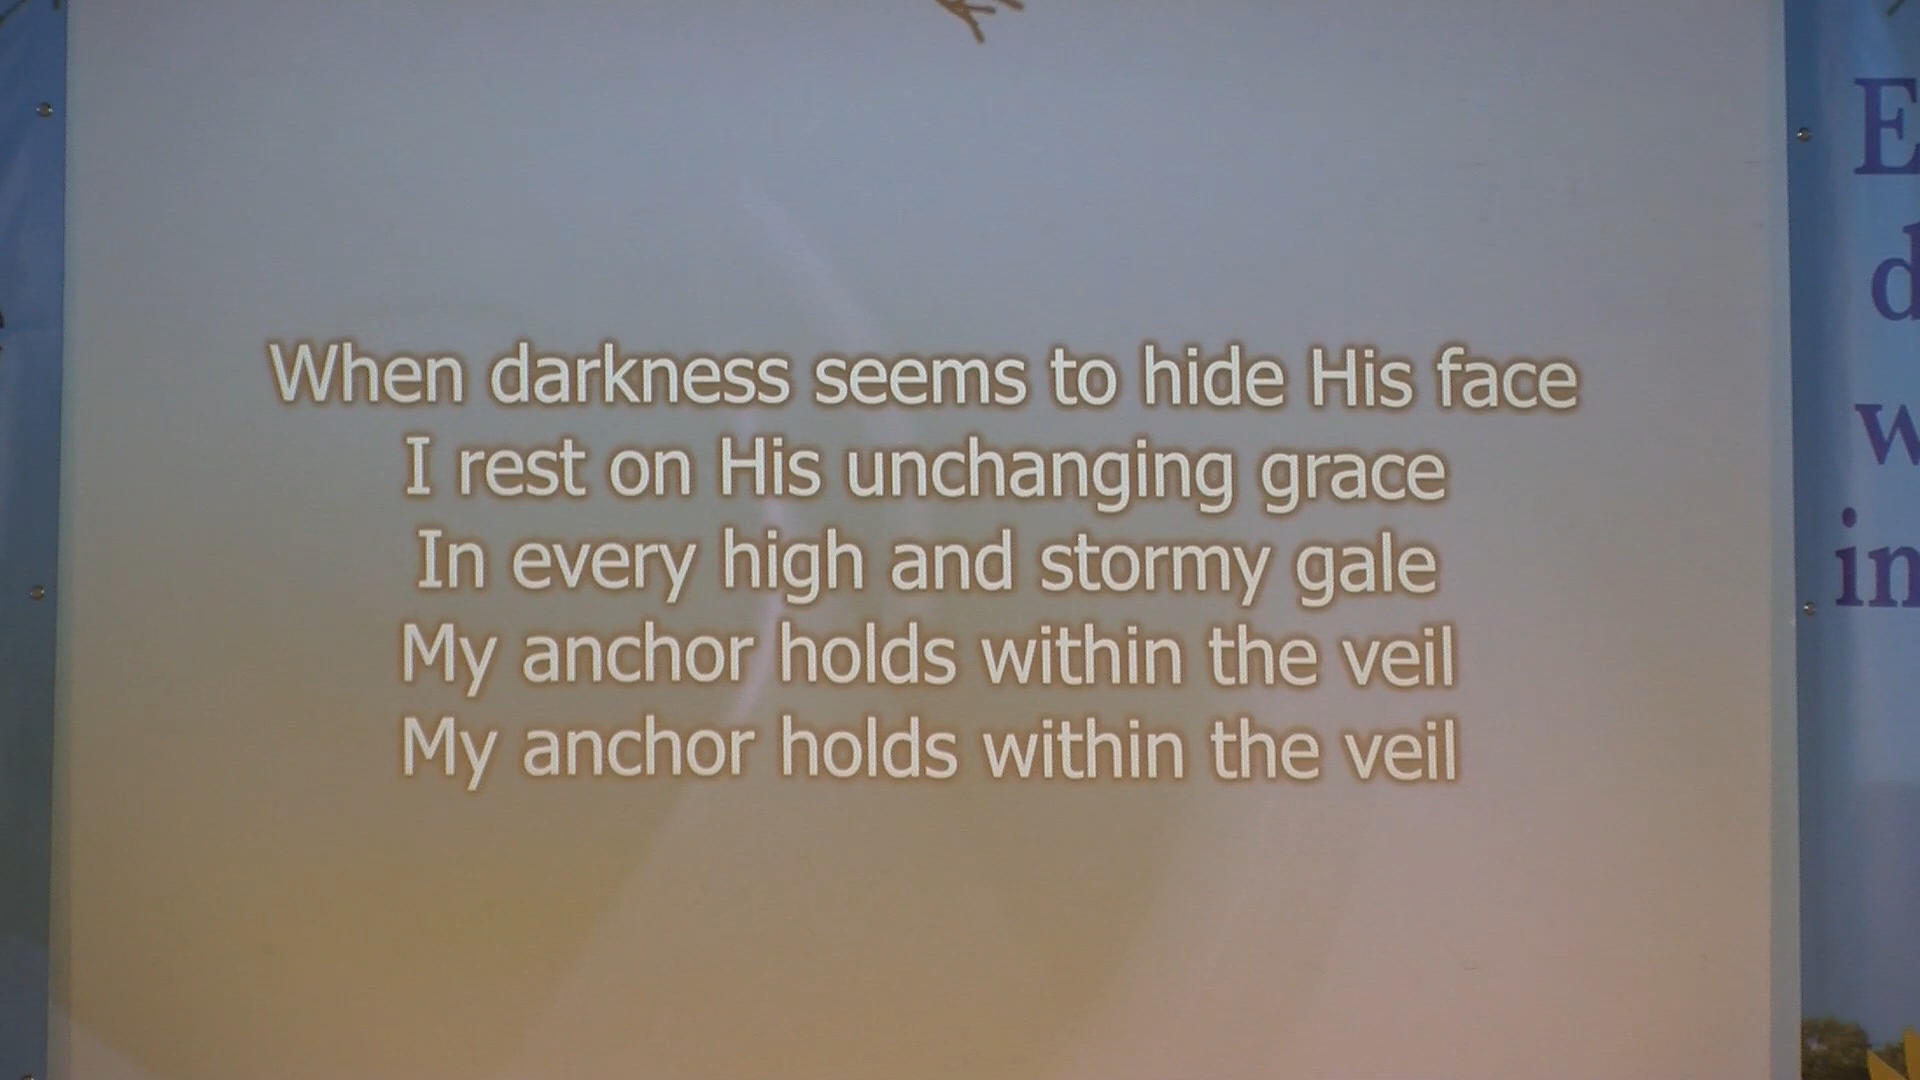 When darkness seems to hide His face
I rest on His unchanging grace
In every high and stormy gale
My anchor holds within the veil
My anchor holds within the veil
E
d
w
in